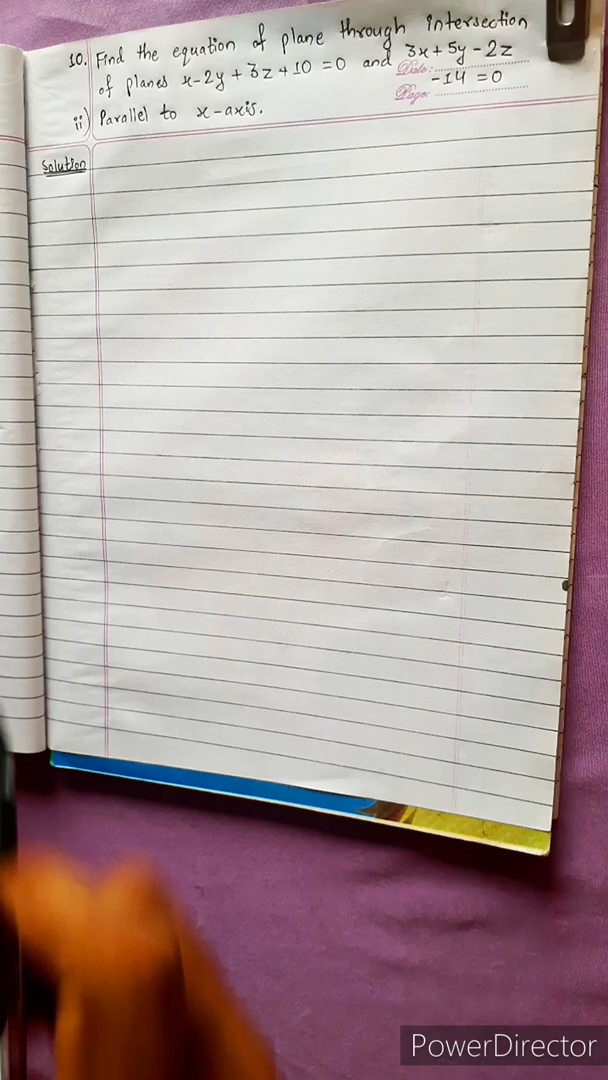 10. Find the equation of plane through intersection
of planes x-2y+3z+10=0 and 3x+5y-2z
-14=0
Date:
Page:
ii) Parallel to x-axis.
Solution
PowerDirector